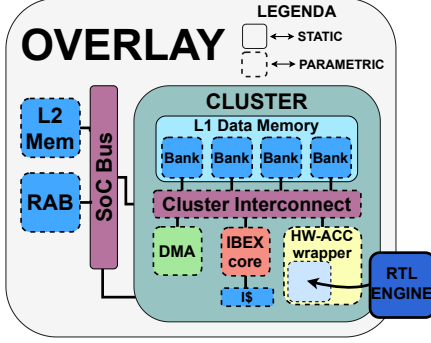 LEGENDA
STATIC
PARAMETRIC
OVERLAY
CLUSTER
L1 Data Memory
Bank
Bank
Bank
Bank
L2
Mem
RAB
SoC Bus
Cluster Interconnect
DMA
IBEX
core
I$
HW-ACC
wrapper
RTL
ENGINE